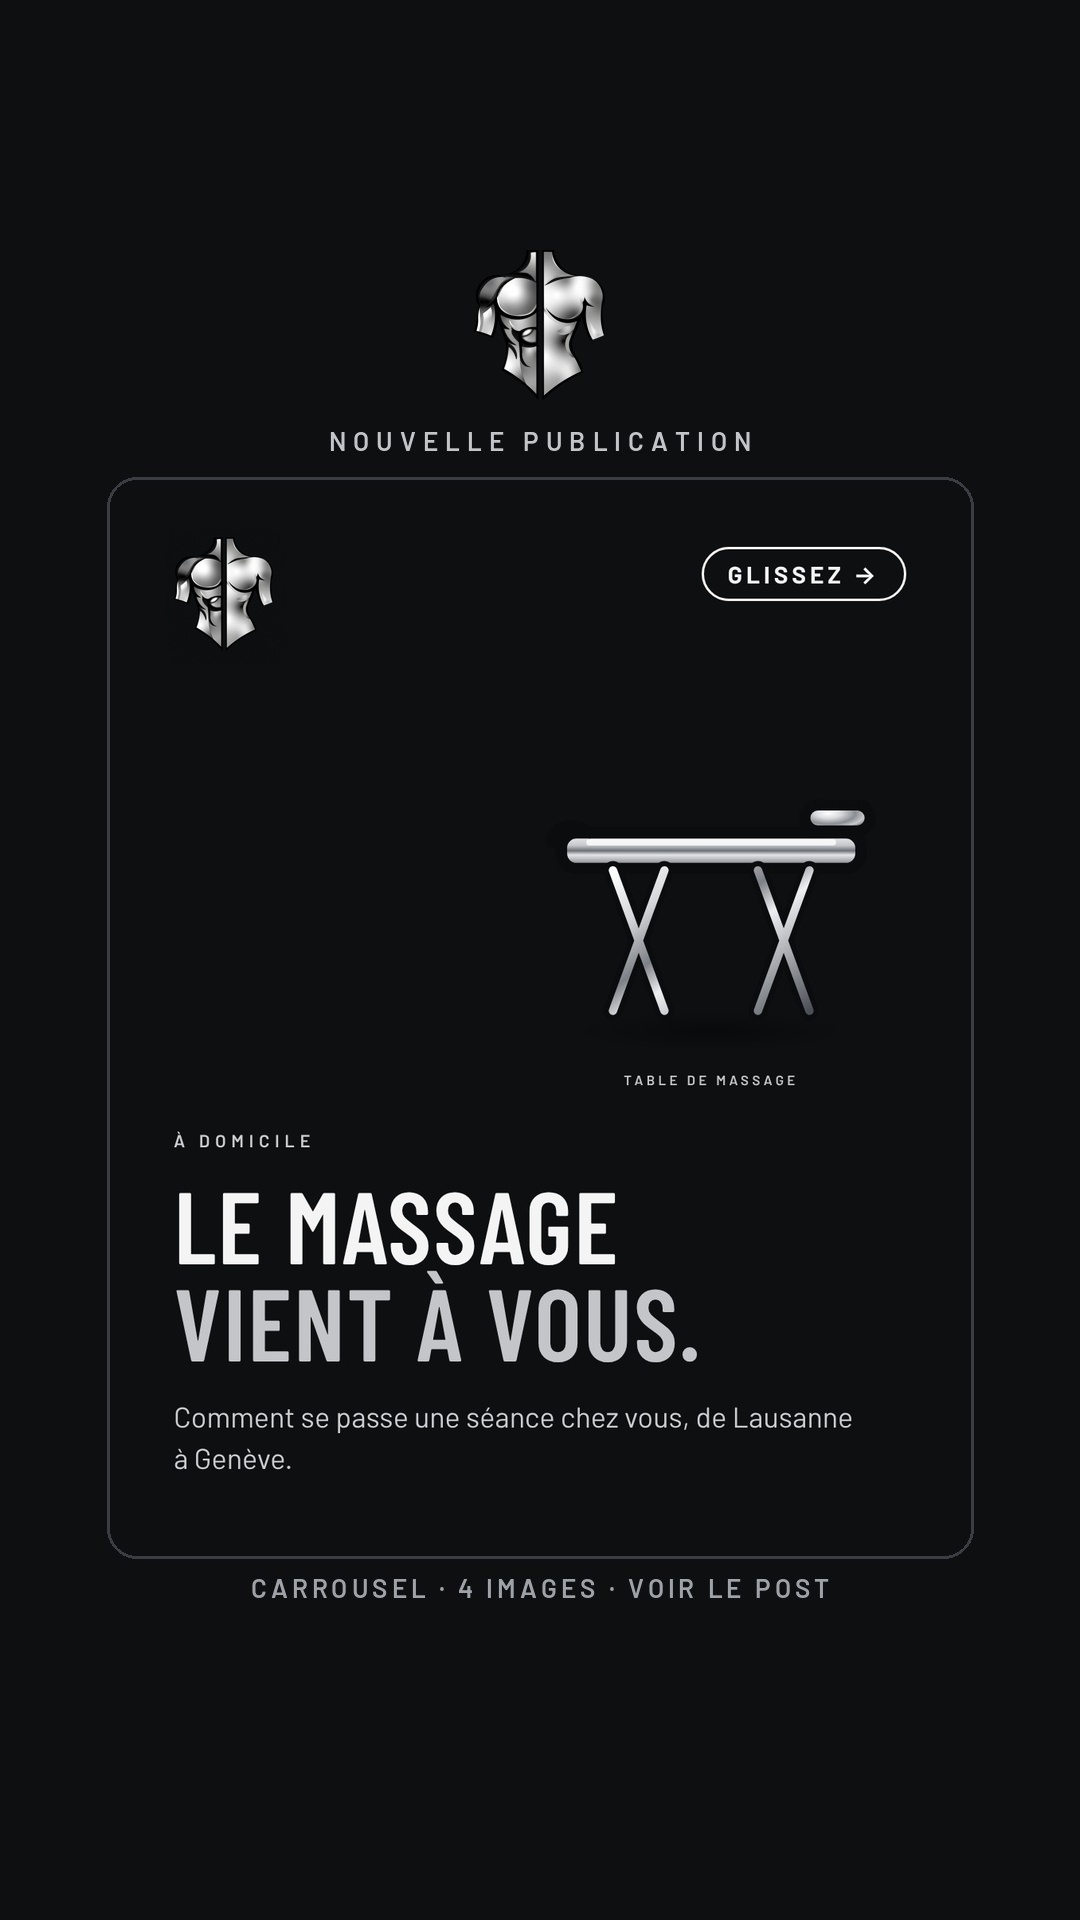 NOUVELLE PUBLICATION
GLISSEZ →
TABLE DE MASSAGE
À DOMICILE
LE MASSAGE
VIENT À VOUS.
Comment se passe une séance chez vous, de Lausanne
à Genève.
CARROUSEL · 4 IMAGES · VOIR LE POST